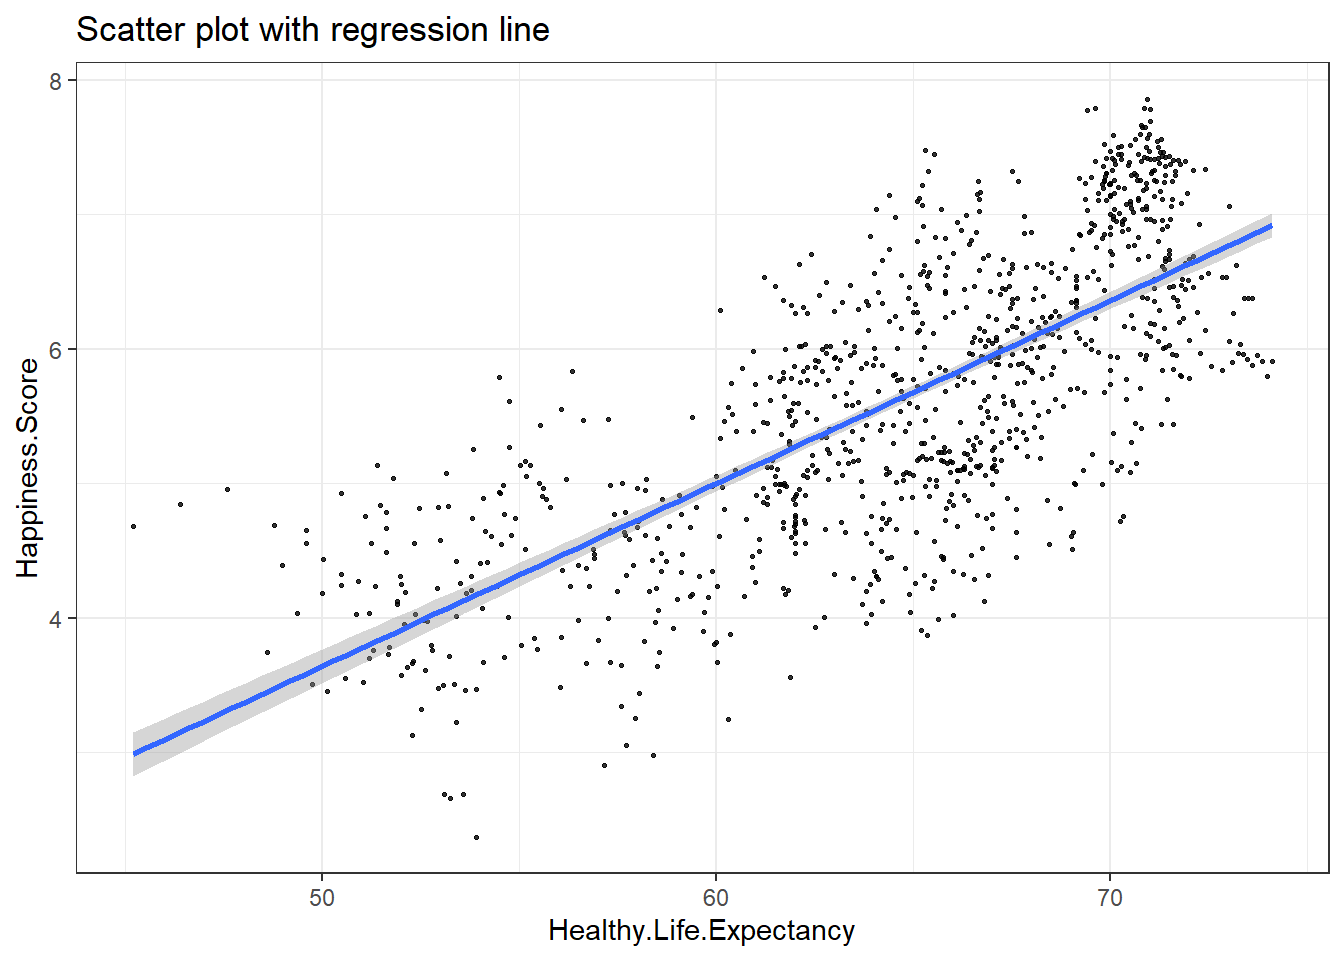 Scatter plot with regression line
8
6
4
Happiness.Score
50 60 70
Healthy.Life.Expectancy